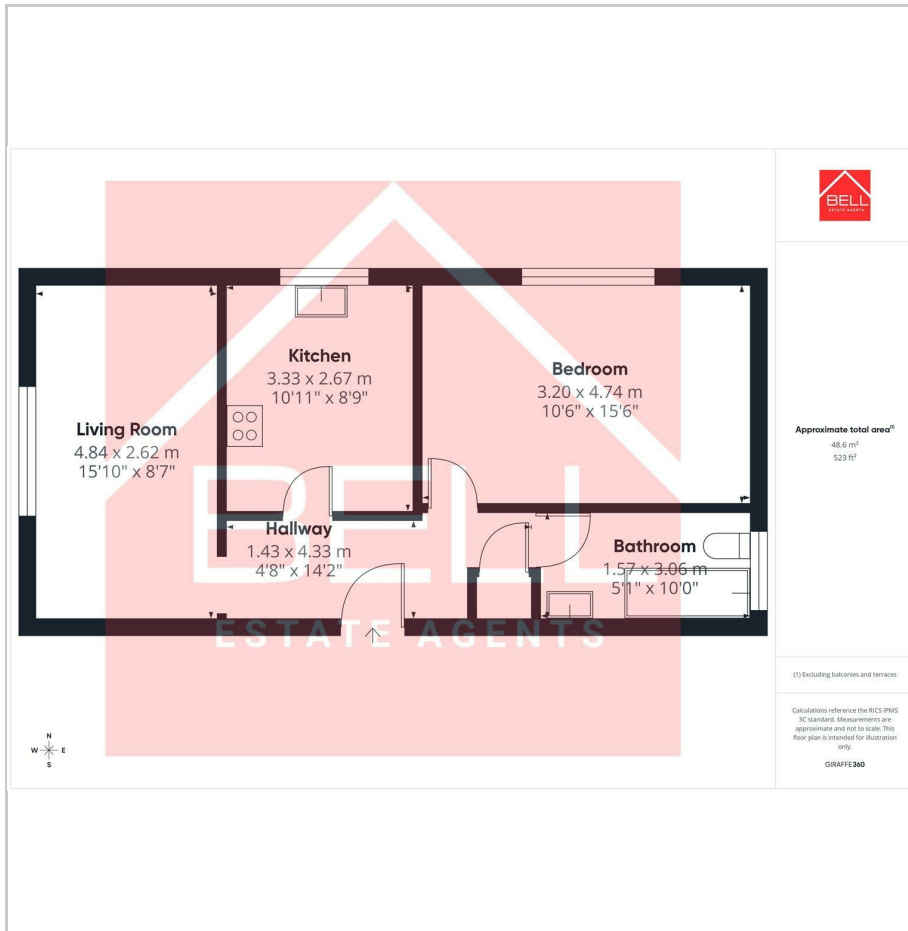 BELL
ESTATE AGENTS
Kitchen
3.33 x 2.67 m
10'11" x 8'9"
Bedroom
3.20 x 4.74 m
10'6" x 15'6"
Living Room
4.84 x 2.62 m
15'10" x 8'7"
Hallway
1.43 x 4.33 m
4'8" x 14'2"
Bathroom
1.57 x 3.06 m
5'1" x 10'0"
BELL
ESTATE AGENTS
N
W E
S
Approximate total area(1)
48.6 m²
523 ft²
(1) Excluding balconies and terraces
Calculations reference the RICS IPMS
3C standard. Measurements are
approximate and not to scale. This
floor plan is intended for illustration
only.
GIRAFFE360